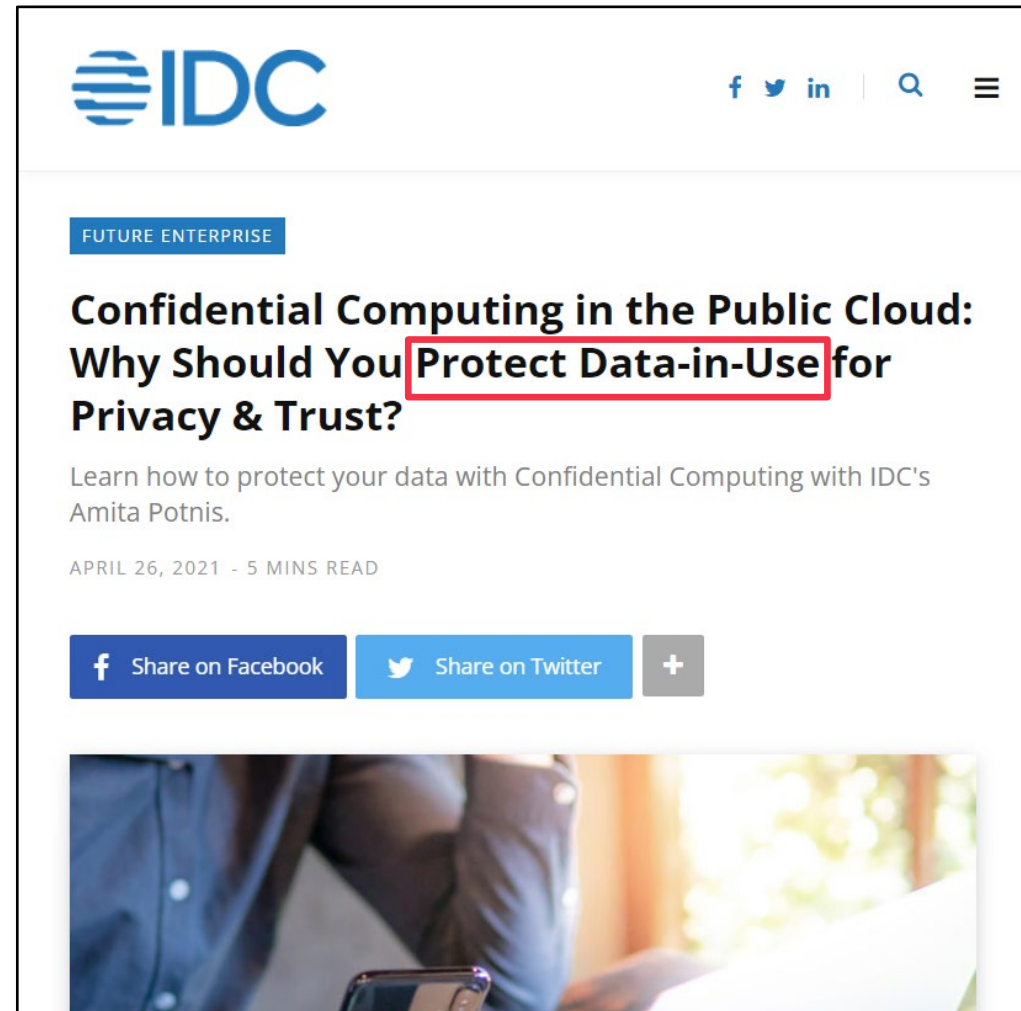 IDC
f in
FUTURE ENTERPRISE
Confidential Computing in the Public Cloud:
Why Should You Protect Data-in-Use for
Privacy & Trust?
Learn how to protect your data with Confidential Computing with IDC's
Amita Potnis.
APRIL 26, 2021 - 5 MINS READ
f Share on Facebook Share on Twitter +